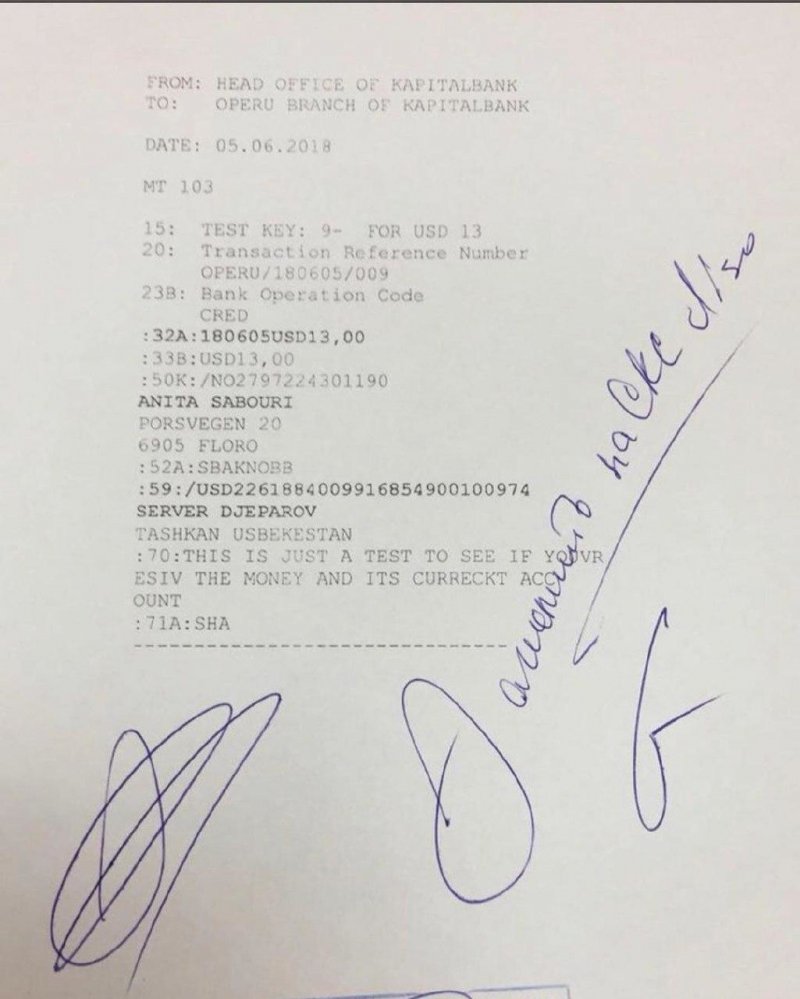 FROM: HEAD OFFICE OF KAPITALBANK
TO: OPERU BRANCH OF KAPITALBANK
DATE: 05.06.2018
MT 103
15: TEST KEY: 9- FOR USD 13
20: Transaction Reference Number
OPERU/180605/009
23B: Bank Operation Code
CRED
:32A:180605USD13,00
:33B:USD13,00
:50K:/NO2797224301190
ANITA SABOURI
PORSVEGEN 20
6905 FLORO
:52A:SBAKNOBB
:59:/USD22618840099916854900100974
SERVER DJEPAROV
TASHKAN USBEKESTAN
:70:THIS IS JUST A TEST TO SEE IF YOUVR
ESIV THE MONEY AND ITS CURRECKT ACC
OUNT
:71A:SHA